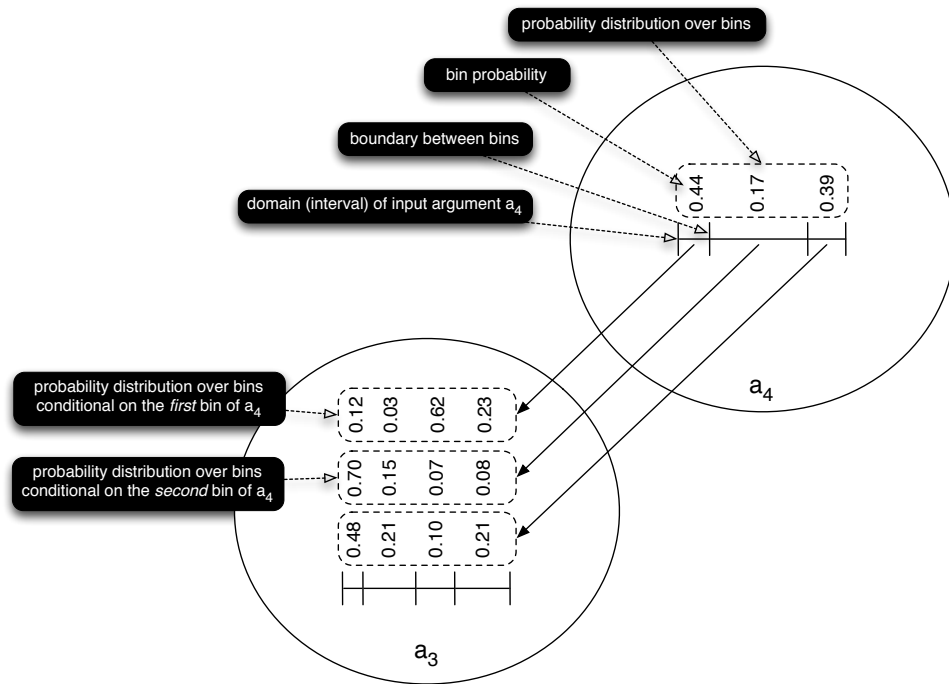 probability distribution over bins
bin probability
boundary between bins
domain (interval) of input argument a4
0.44
0.17
0.39
a4
probability distribution over bins
conditional on the first bin of a4
probability distribution over bins
conditional on the second bin of a4
0.12 0.03 0.62 0.23
0.70 0.15 0.07 0.08
0.48 0.21 0.10 0.21
a3